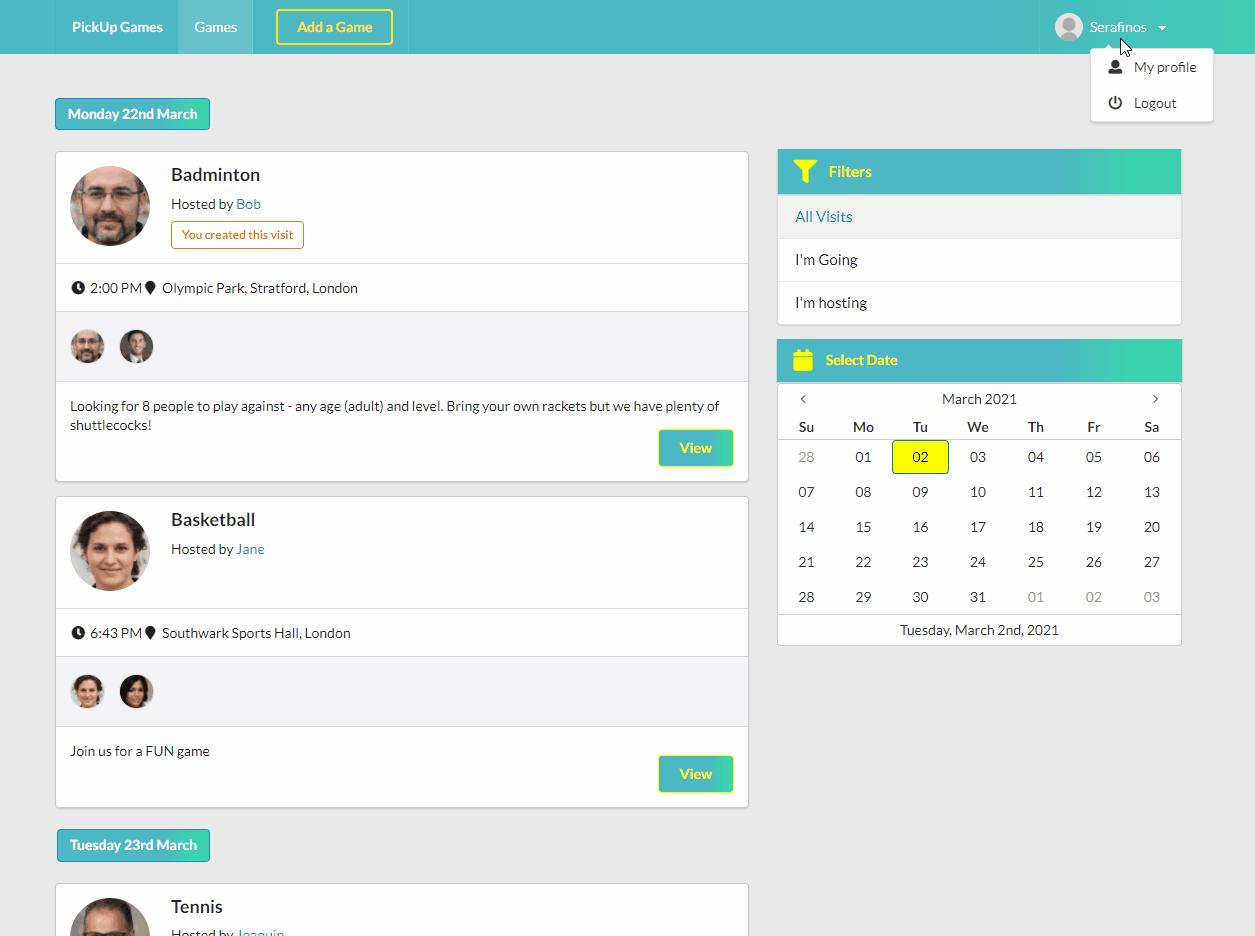 PickUp Games
Games
Add a Game
Serafinos
My profile
Logout
Monday 22nd March
Badminton
Hosted by Bob
You created this visit
2:00 PM Olympic Park, Stratford, London
Looking for 8 people to play against - any age (adult) and level. Bring your own rackets but we have plenty of
shuttlecocks!
View
Basketball
Hosted by Jane
6:43 PM Southwark Sports Hall, London
Join us for a FUN game
View
Tuesday 23rd March
Tennis
Hosted by Joaquin
Filters
All Visits
I'm Going
I'm hosting
Select Date
March 2021
Su Mo Tu We Th Fr Sa
28 01 02 03 04 05 06
07 08 09 10 11 12 13
14 15 16 17 18 19 20
21 22 23 24 25 26 27
28 29 30 31 01 02 03
Tuesday, March 2nd, 2021